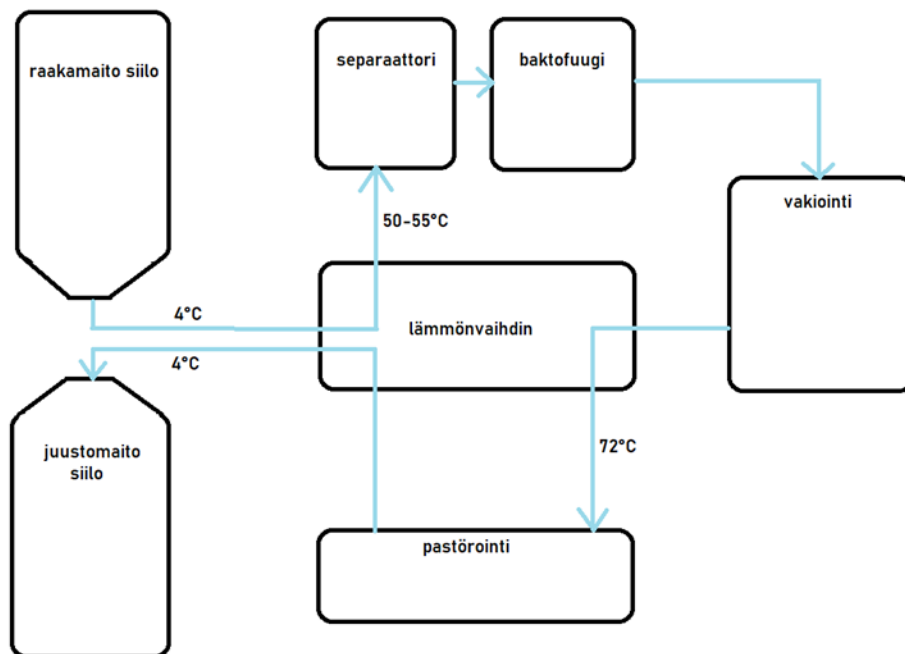 raakamaito siilo
separaattori
baktofuugi
vakiointi
50-55°C
4°C
lämmönvaihdin
4°C
juustomaito
siilo
72°C
pastörointi